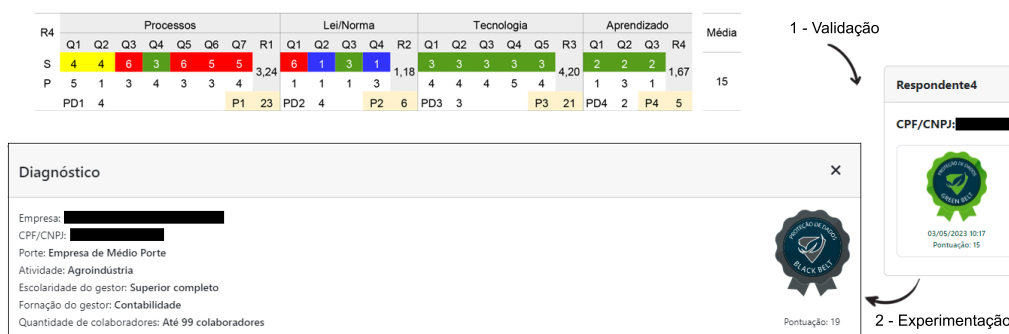 R4 Processos Lei/Norma Tecnologia Aprendizado Média
Q1 Q2 Q3 Q4 Q5 Q6 Q7 R1 Q1 Q2 Q3 Q4 R2 Q1 Q2 Q3 Q4 Q5 R3 Q1 Q2 Q3 R4
S 4 4 6 3 6 5 5 3,24 6 1 3 1 1,18 3 3 3 3 3 4,20 2 2 2 1,67 15
P 5 1 3 4 3 3 4 1 1 1 3 4 4 4 5 4 1 3 1
PD1 4 P1 23 PD2 4 P2 6 PD3 3 P3 21 PD4 2 P4 5
1 - Validação
Respondente4
CPF/CNPJ:
PROTEÇÃO DE DADOS
GREEN BELT
03/05/2023 10:17
Pontuação: 15
2 - Experimentação
Diagnóstico ×
Empresa:
CPF/CNPJ:
Porte: Empresa de Médio Porte
Atividade: Agroindústria
Escolaridade do gestor: Superior completo
Fornação do gestor: Contabilidade
Quantidade de colaboradores: Até 99 colaboradores
PROTEÇÃO DE DADOS
BLACK BELT
Pontuação: 19